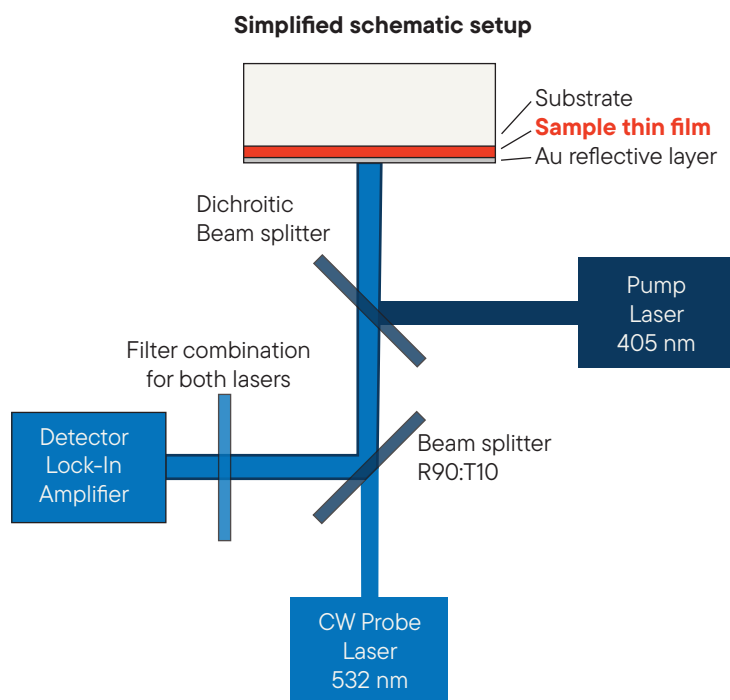 Simplified schematic setup
Substrate
Sample thin film
Au reflective layer
Dichroitic
Beam splitter
Pump
Laser
405 nm
Filter combination
for both lasers
Detector
Lock-In
Amplifier
Beam splitter
R90:T10
CW Probe
Laser
532 nm